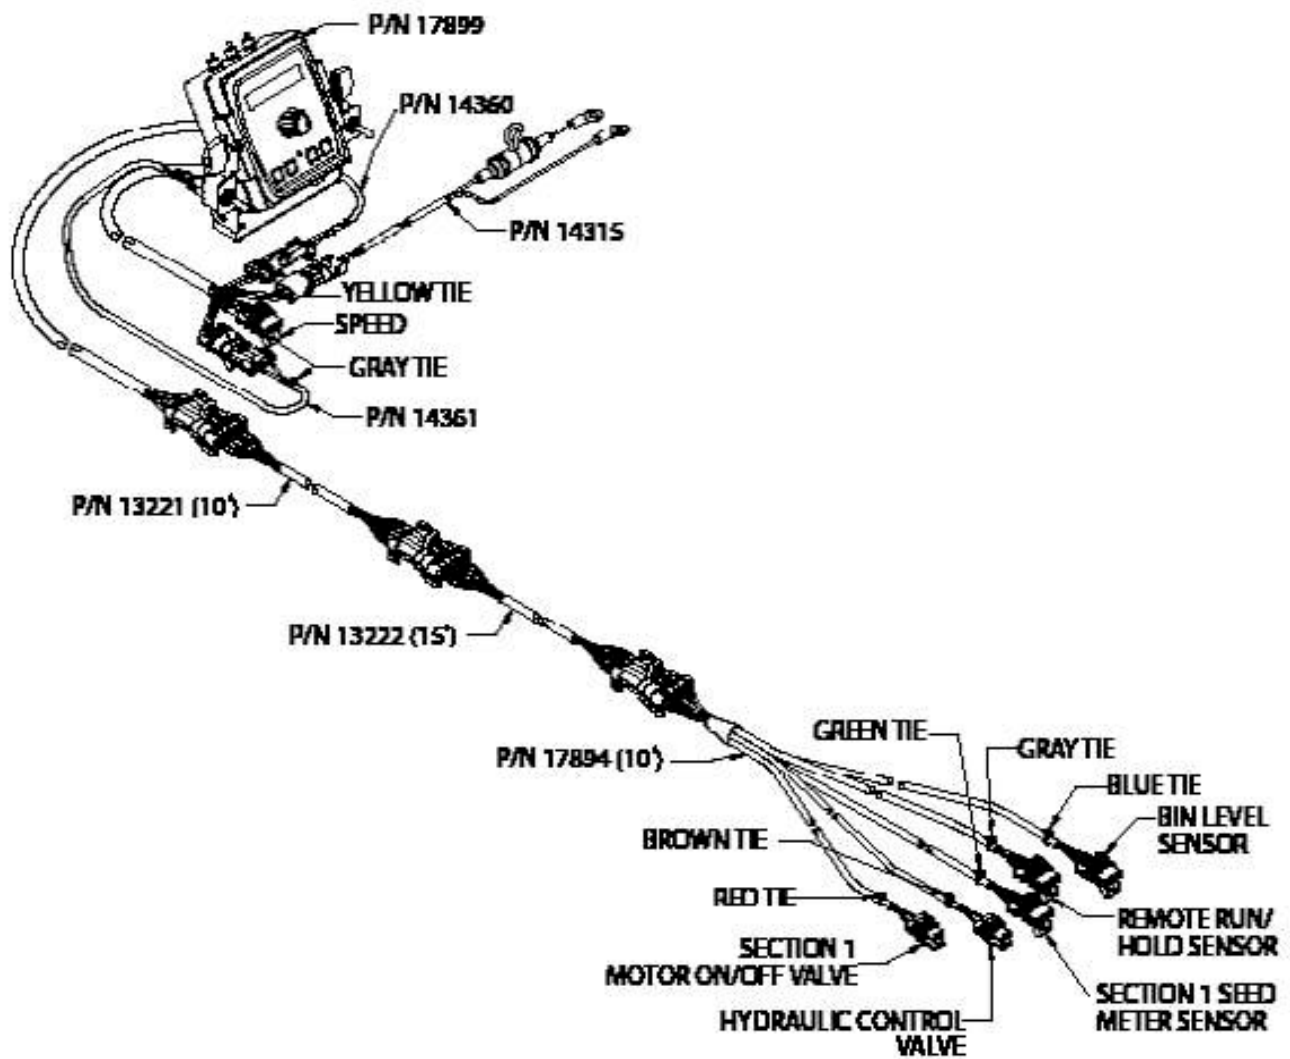 P/N 17899
P/N 14360
P/N 14315
YELLOW TIE
SPEED
GRAY TIE
P/N 14361
P/N 13221 (10')
P/N 13222 (15')
P/N 17894 (10')
GREEN TIE
GRAY TIE
BLUE TIE
BIN LEVEL
SENSOR
BROWN TIE
RED TIE
REMOTE RUN/
HOLD SENSOR
SECTION 1
MOTOR ON/OFF VALVE
SECTION 1 SEED
METER SENSOR
HYDRAULIC CONTROL
VALVE